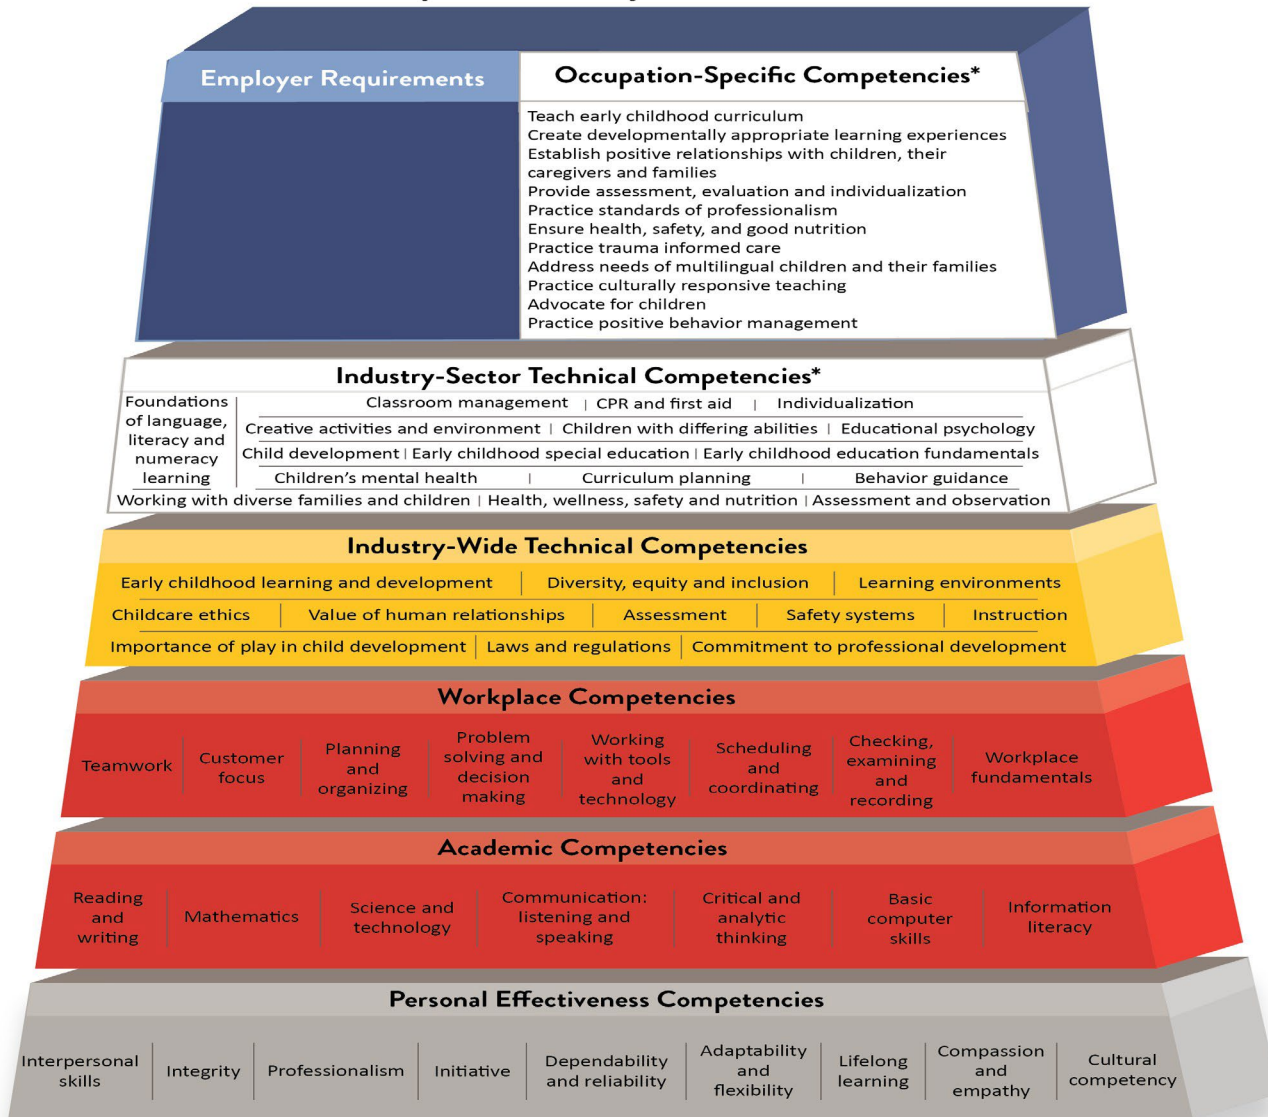 Employer Requirements
Occupation-Specific Competencies*
Teach early childhood curriculum
Create developmentally appropriate learning experiences
Establish positive relationships with children, their
caregivers and families
Provide assessment, evaluation and individualization
Practice standards of professionalism
Ensure health, safety, and good nutrition
Practice trauma informed care
Address needs of multilingual children and their families
Practice culturally responsive teaching
Advocate for children
Practice positive behavior management
Industry-Sector Technical Competencies*
Foundations
of language,
literacy and
numeracy
learning
Classroom management | CPR and first aid | Individualization
Creative activities and environment | Children with differing abilities | Educational psychology
Child development | Early childhood special education | Early childhood education fundamentals
Children's mental health | Curriculum planning | Behavior guidance
Working with diverse families and children | Health, wellness, safety and nutrition | Assessment and observation
Industry-Wide Technical Competencies
Early childhood learning and development | Diversity, equity and inclusion | Learning environments
Childcare ethics | Value of human relationships | Assessment | Safety systems | Instruction
Importance of play in child development | Laws and regulations | Commitment to professional development
Workplace Competencies
Teamwork
Customer
focus
Planning
and
organizing
Problem
solving and
decision
making
Working
with tools
and
technology
Scheduling
and
coordinating
Checking,
examining
and
recording
Workplace
fundamentals
Academic Competencies
Reading
and
writing
Mathematics
Science and
technology
Communication:
listening and
speaking
Critical and
analytic
thinking
Basic
computer
skills
Information
literacy
Personal Effectiveness Competencies
Interpersonal
skills
Integrity
Professionalism
Initiative
Dependability
and reliability
Adaptability
and
flexibility
Lifelong
learning
Compassion
and
empathy
Cultural
competency